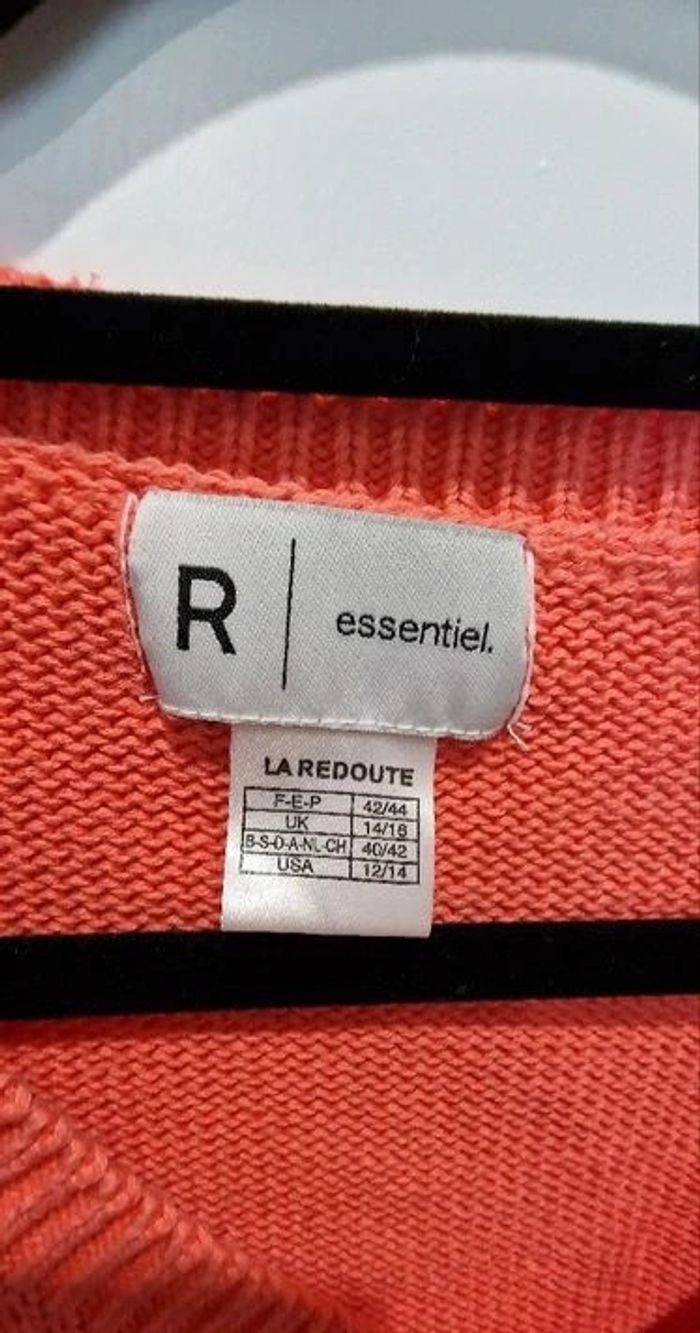 R | essentiel.
LA REDOUTE
F-E-P 42/44
UK 14/16
B-S-D-A-NL-CH 40/42
USA 12/14